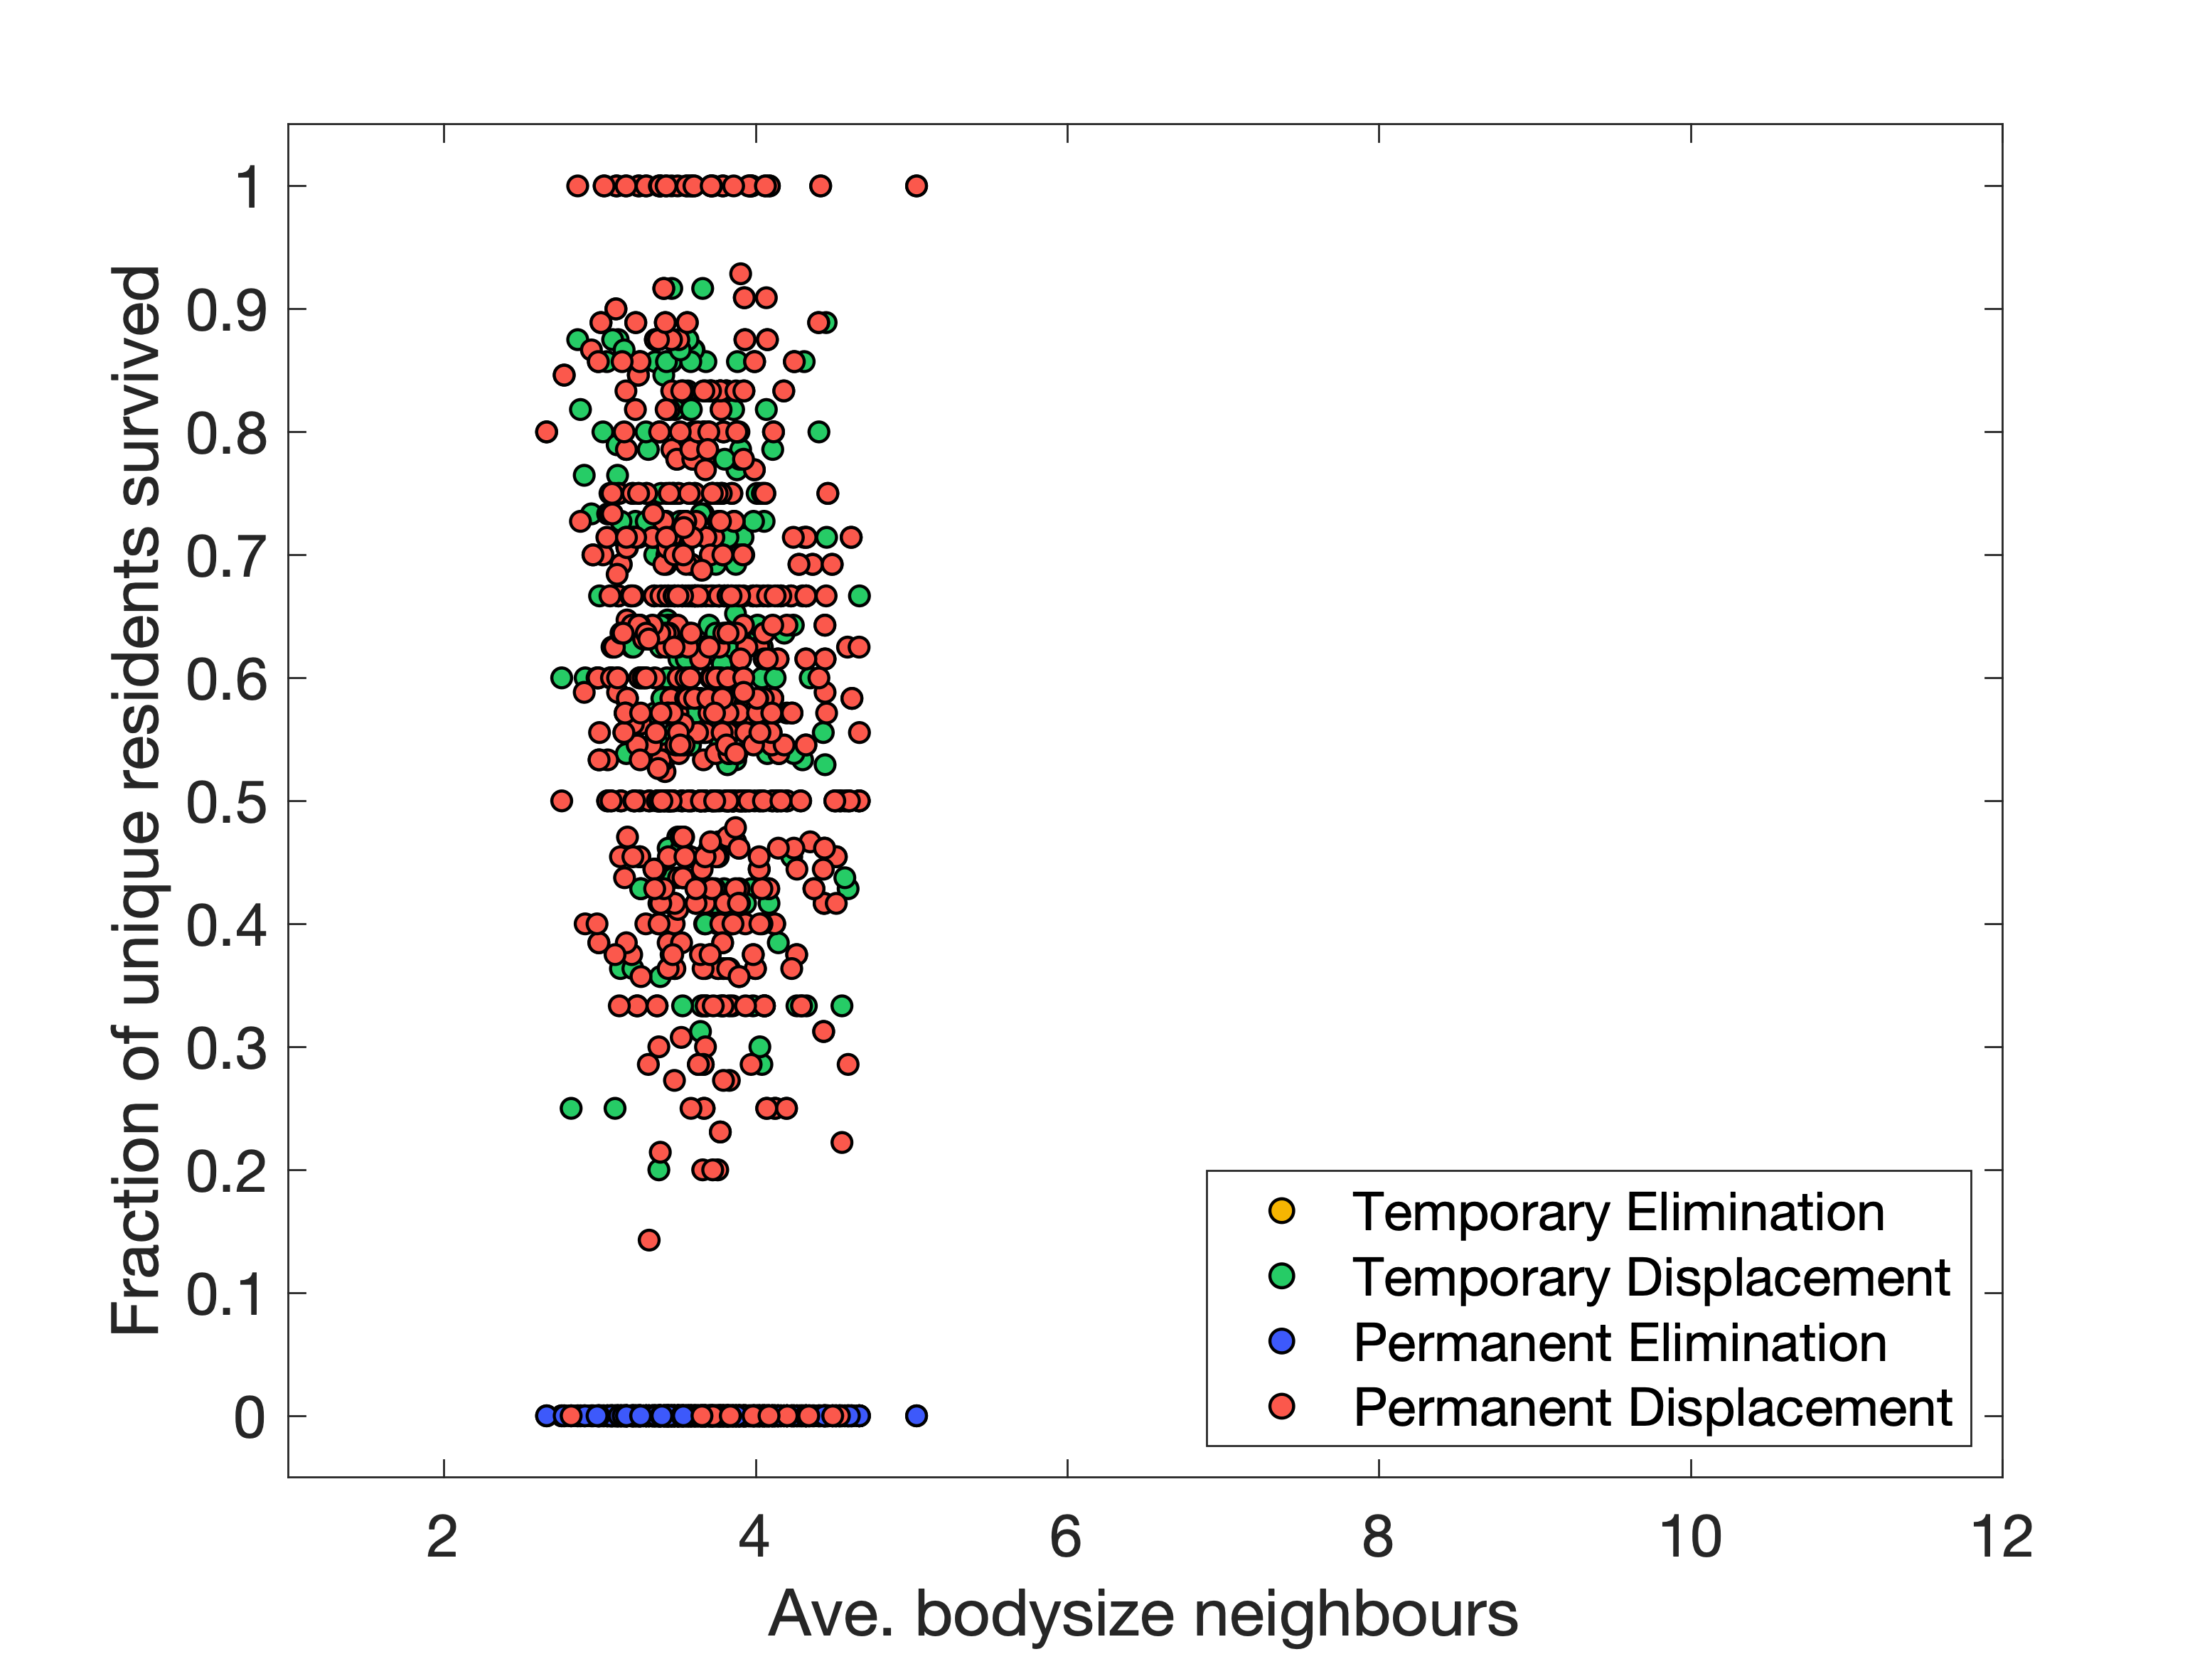 Fraction of unique residents survived
1
0.9
0.8
0.7
0.6
0.5
0.4
0.3
0.2
0.1
0
Temporary Elimination
Temporary Displacement
Permanent Elimination
Permanent Displacement
2 4 6 8 10 12
Ave. bodysize neighbours